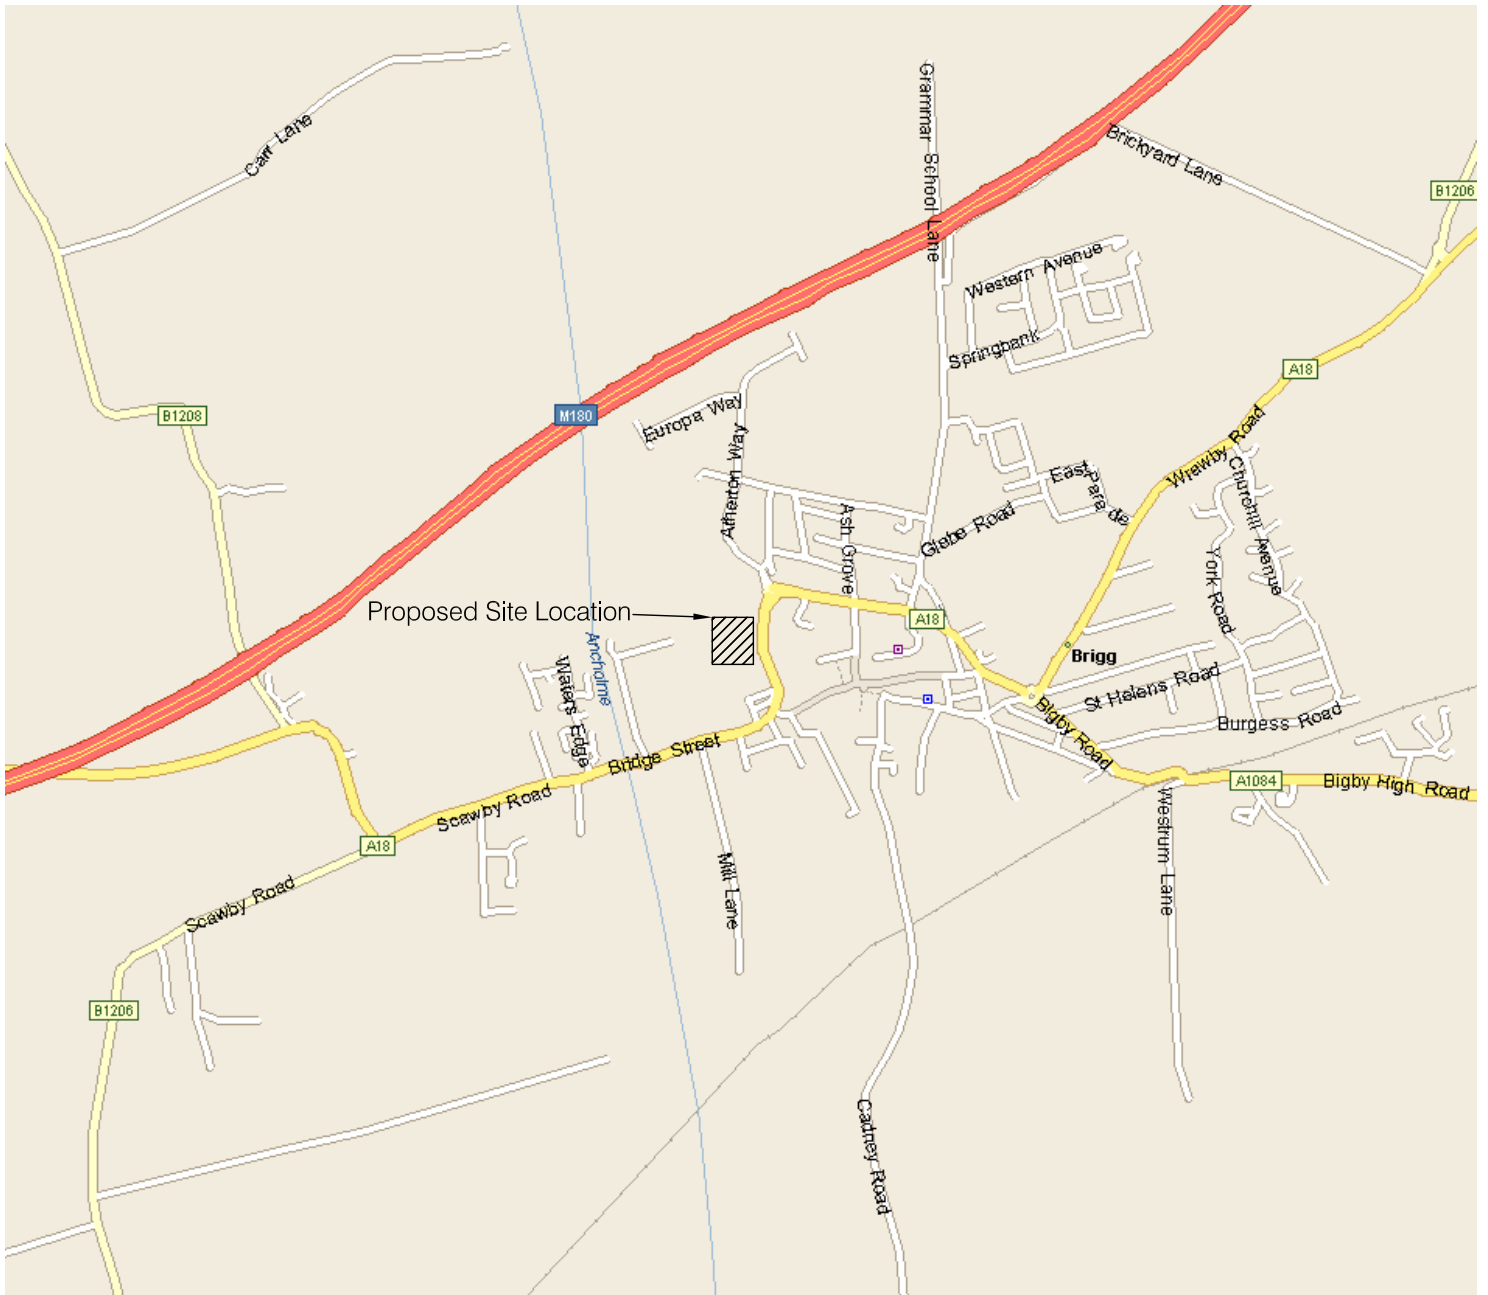 Grammar School Lane
Carr Lane
Brickyard Lane
B1206
Western Avenue
Springbank
A18
B1208
M180
Europa Way
Atherton Way
Wrawby Road
Churchill Avenue
East Parade
Ash Grove
Glebe Road
York Road
Proposed Site Location
A18
Ancholme
Brigg
Waters Edge
St Helens Road
Bigby Road
Burgess Road
Bridge Street
A1084
Bigby High Road
Scawby Road
A18
Westrum Lane
Mill Lane
Scawby Road
B1206
Cadney Road